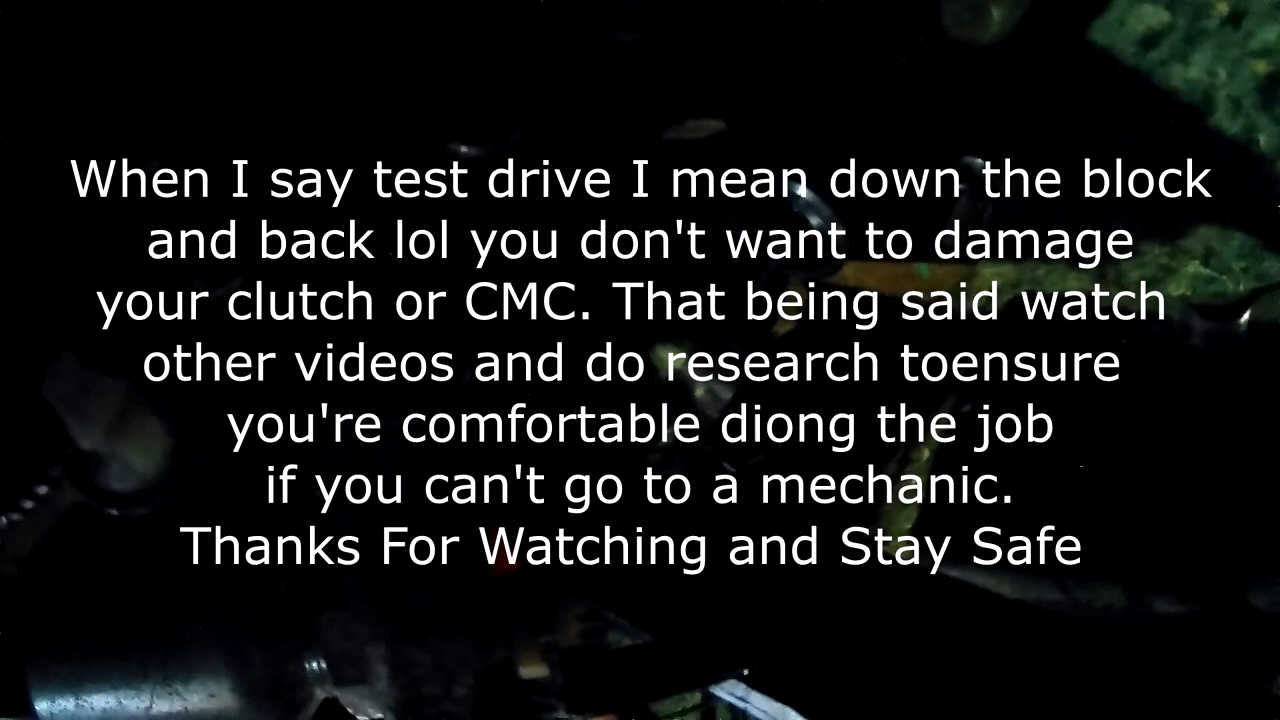 When I say test drive I mean down the block
and back lol you don't want to damage
your clutch or CMC. That being said watch
other videos and do research toensure
you're comfortable diong the job
if you can't go to a mechanic.
Thanks For Watching and Stay Safe